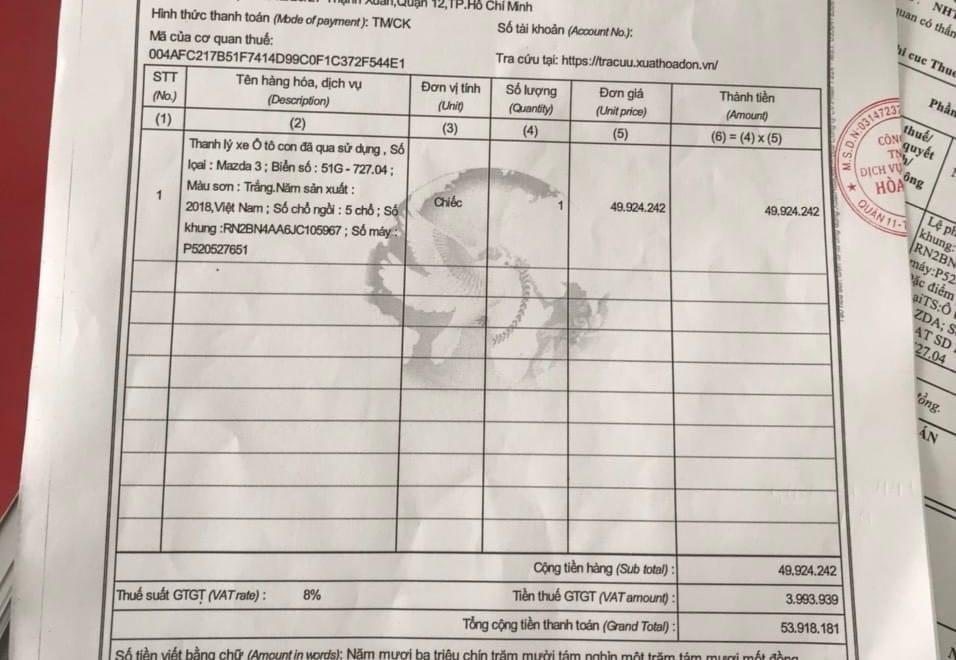 Xuân,Quận 12,TP.Hồ Chí Minh
Hình thức thanh toán (Mode of payment): TM/CK
Số tài khoản (Account No.):
Mã của cơ quan thuế:
004AFC217B51F7414D99C0F1C372F544E1
Tra cứu tại: https://tracuu.xuathoadon.vn/
STT (No.) Tên hàng hóa, dịch vụ (Description) Đơn vị tính (Unit) Số lượng (Quantity) Đơn giá (Unit price) Thành tiền (Amount)
(1) (2) (3) (4) (5) (6) = (4) x (5)
Thanh lý xe Ô tô con đã qua sử dụng , Số
lọai : Mazda 3 ; Biển số : 51G - 727.04 ;
Màu sơn : Trắng.Năm sản xuất :
1 2018,Việt Nam ; Số chỗ ngồi : 5 chỗ ; Số Chiếc 1 49.924.242 49.924.242
khung :RN2BN4AA6JC105967 ; Số máy :
P520527651
Cộng tiền hàng (Sub total) : 49.924.242
Thuế suất GTGT (VAT rate) : 8% Tiền thuế GTGT (VAT amount) : 3.993.939
Tổng cộng tiền thanh toán (Grand Total) : 53.918.181
Số tiền viết bằng chữ (Amount in words): Năm mươi ba triệu chín trăm mười tám nghìn một trăm tám mươi mốt đồng
M.S.D.N:03147237
CÔN
TN
DỊCH VỤ
HÒA
QUẬN 11
NHT
quan có thẩm
hi cục Thuế
Phần
thuế/
quyết
ông
Lệ ph
khung:
RN2BN
máy:P52
đặc điểm
ạiTS:Ô
ZDA; S
AT SD
727.04
tổng.
ÁN